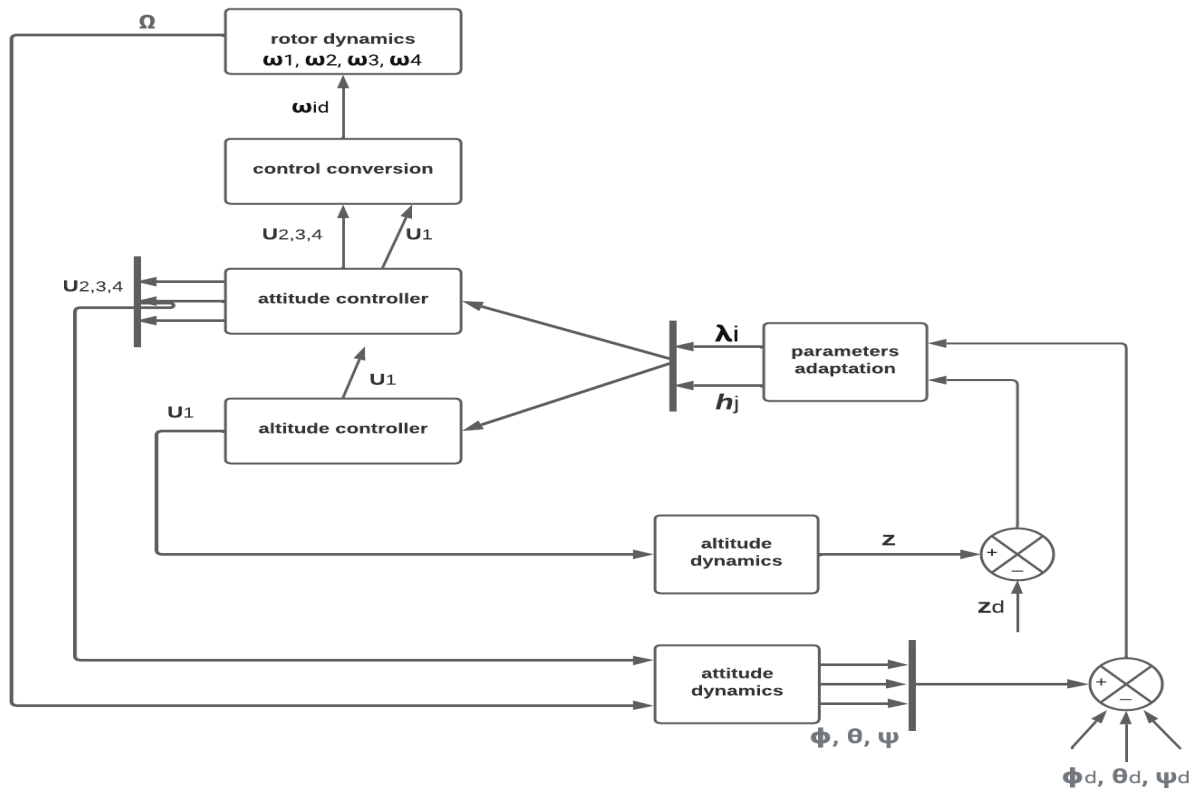 Ω
rotor dynamics
ω1, ω2, ω3, ω4
ωid
control conversion
U2,3,4
U1
U2,3,4
attitude controller
λi
parameters
adaptation
hj
U1
U1
altitude controller
altitude
dynamics
z
+
−
zd
attitude
dynamics
+
−
ϕ, θ, ψ
ϕd, θd, ψd